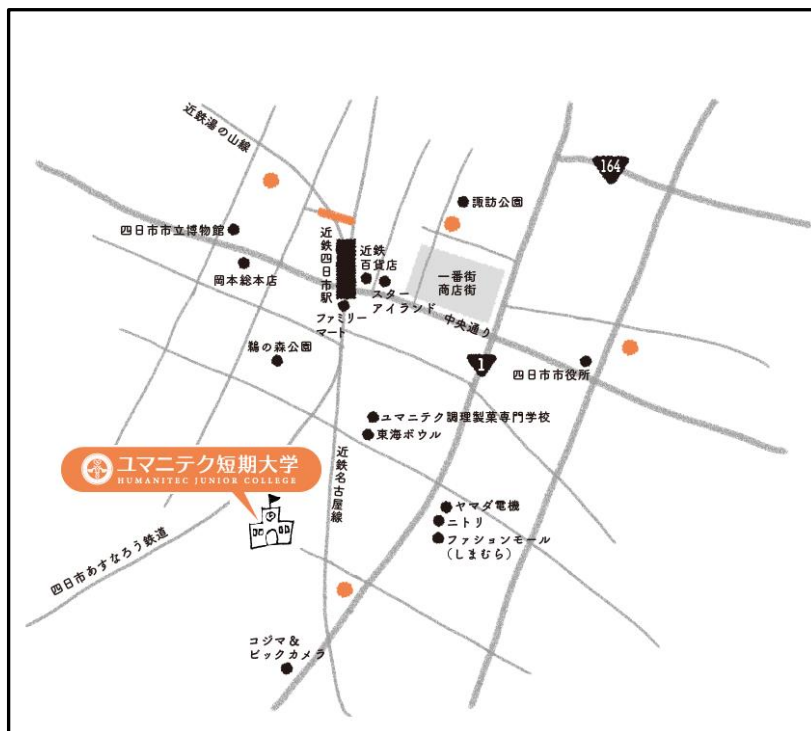 近鉄湯の山線
164
諏訪公園
四日市市立博物館
近鉄四日市駅
近鉄
百貨店
岡本総本店
一番街
商店街
スター
アイランド
ファミリー
マート
中央通り
鵜の森公園
1
四日市市役所
ユマニテク調理製菓専門学校
東海ボウル
ユマニテク短期大学
HUMANITEC JUNIOR COLLEGE
近鉄名古屋線
ヤマダ電機
ニトリ
ファションモール
(しまむら)
四日市あすなろう鉄道
コジマ&
ビックカメラ